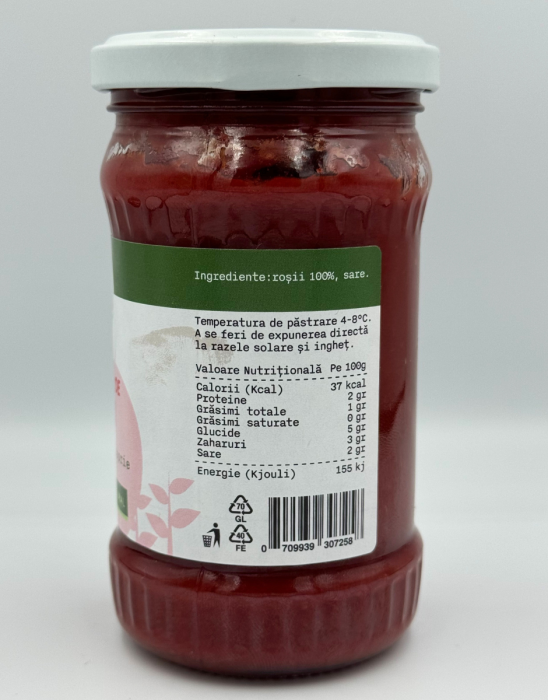 Ingrediente:roșii 100%, sare.
Temperatura de păstrare 4-8°C.
A se feri de expunerea directă
la razele solare și ingheț.
Valoare Nutrițională Pe 100g
Calorii (Kcal) 37 kcal
Proteine 2 gr
Grăsimi totale 1 gr
Grăsimi saturate 0 gr
Glucide 5 gr
Zaharuri 3 gr
Sare 2 gr
Energie (Kjouli) 155 kj
70
GL
40
FE
0 709939 307258